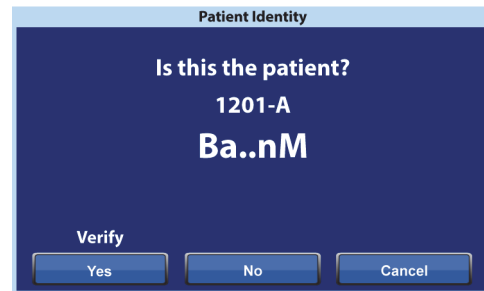 Patient Identity
Is this the patient?
1201-A
Ba..nM
Verify
Yes No Cancel